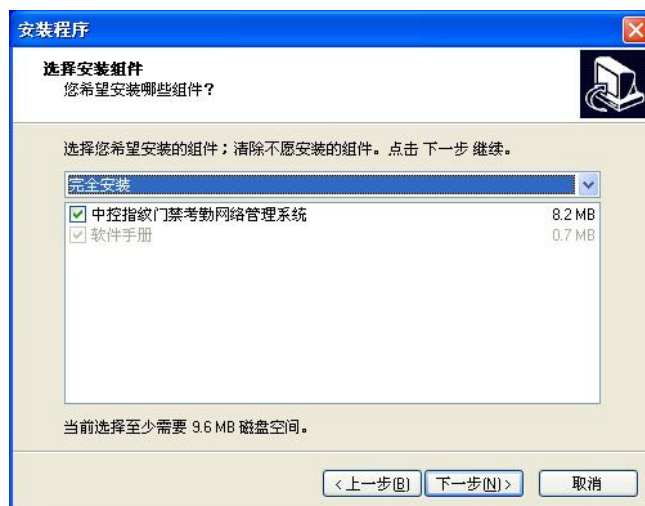 安装程序
选择安装组件
您希望安装哪些组件？
选择您希望安装的组件；清除不愿安装的组件。点击 下一步 继续。
完全安装
中控指纹门禁考勤网络管理系统 8.2 MB
软件手册 0.7 MB
当前选择至少需要 9.6 MB 磁盘空间。
<上一步(B) 下一步(N)> 取消